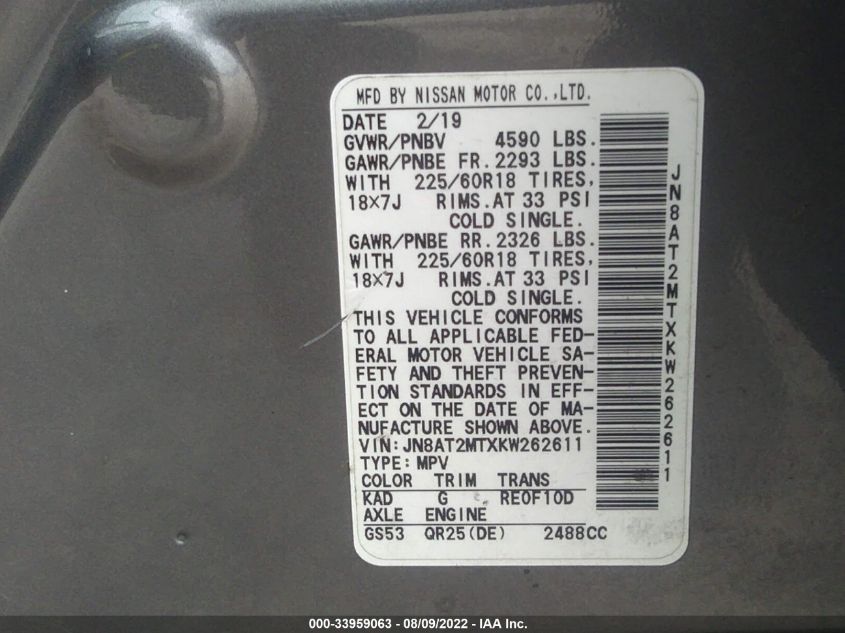 MFD BY NISSAN MOTOR CO.,LTD.
DATE 2/19
GVWR/PNBV 4590 LBS.
GAWR/PNBE FR. 2293 LBS.
WITH 225/60R18 TIRES,
18×7J RIMS.AT 33 PSI
COLD SINGLE.
GAWR/PNBE RR. 2326 LBS.
WITH 225/60R18 TIRES,
18×7J RIMS.AT 33 PSI
COLD SINGLE.
THIS VEHICLE CONFORMS
TO ALL APPLICABLE FED-
ERAL MOTOR VEHICLE SA-
FETY AND THEFT PREVEN-
TION STANDARDS IN EFF-
ECT ON THE DATE OF MA-
NUFACTURE SHOWN ABOVE.
VIN:JN8AT2MTXKW262611
TYPE:MPV
COLOR TRIM TRANS
KAD G RE0F10D
AXLE ENGINE
GS53 QR25(DE) 2488CC
JN8AT2MTXKW262611
000-33959063 - 08/09/2022 - IAA Inc.